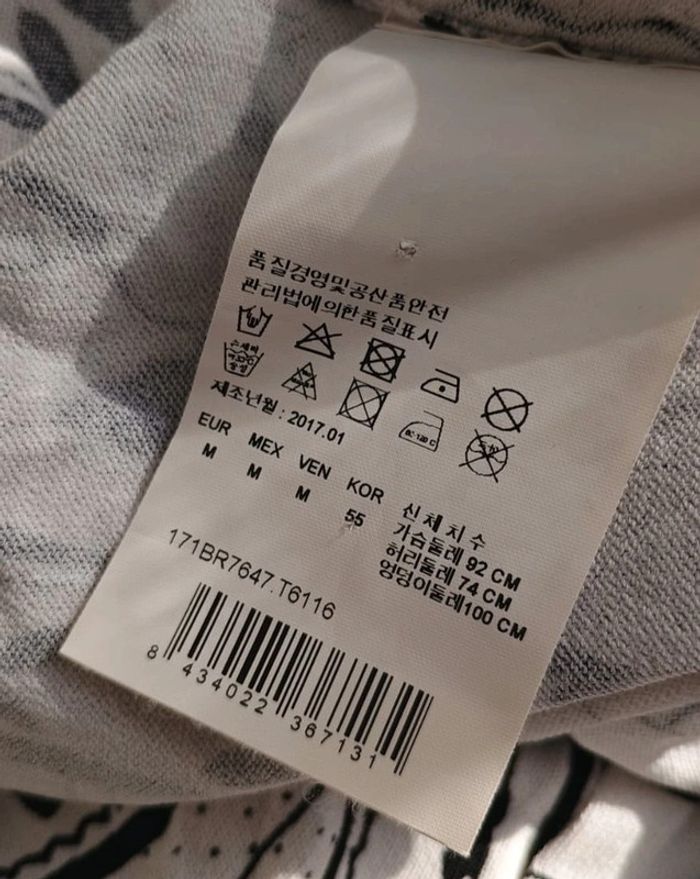 품질경영및공산품안전
관리법에의한품질표시
손세탁
제조년월 : 2017.01
EUR MEX VEN KOR
M M M 55
신체치수
가슴둘레 92 CM
허리둘레 74 CM
엉덩이둘레100 CM
171BR7647.T6116
8 434022 367131